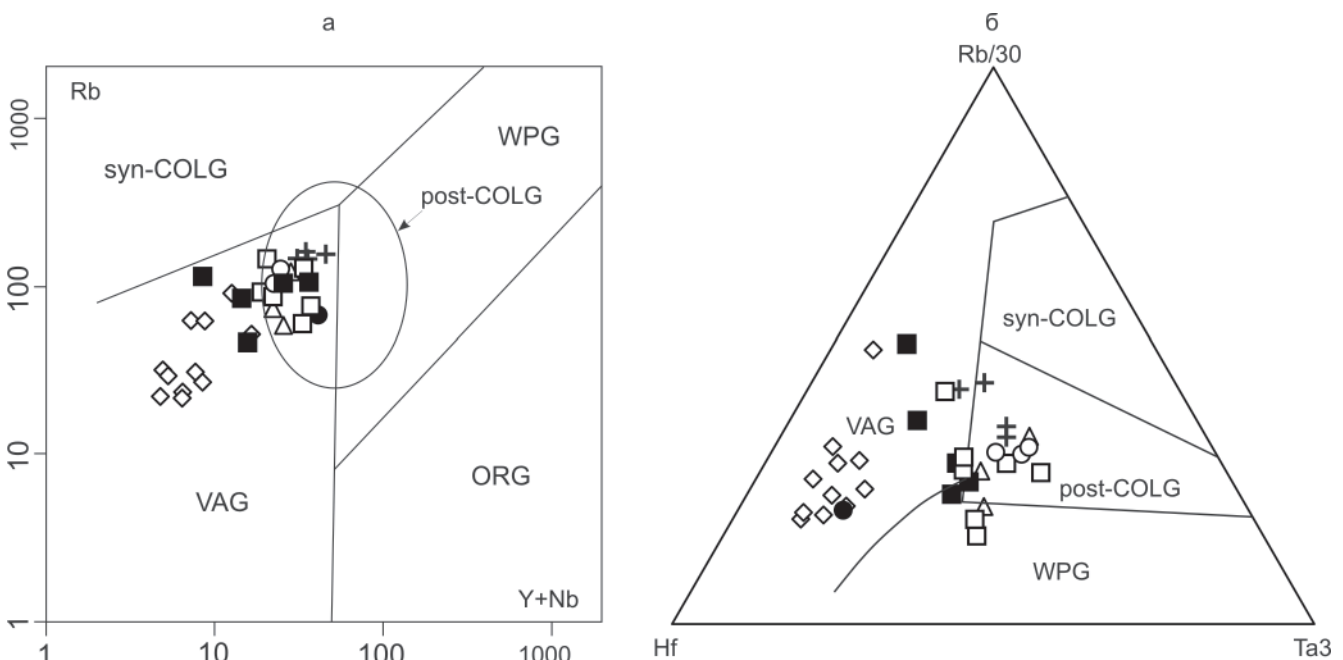 а
Rb
syn-COLG
WPG
post-COLG
VAG
ORG
Y+Nb
1000
100
10
1
1
10
100
1000
б
Rb/30
syn-COLG
VAG
post-COLG
WPG
Hf
Ta3